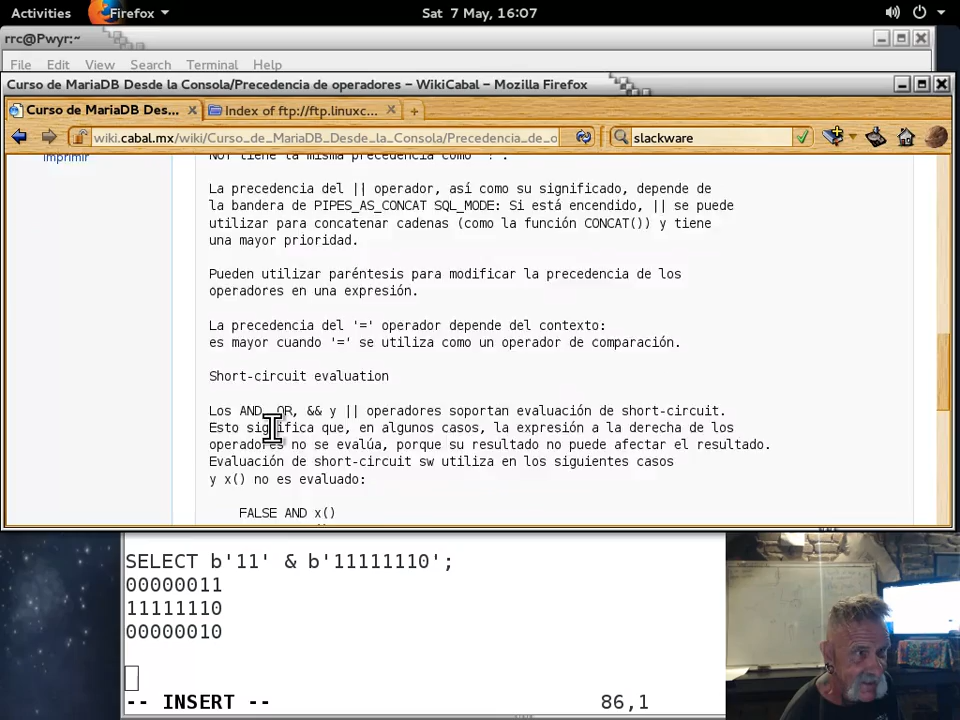 Activities Firefox Sat 7 May, 16:07
rrc@Pwyr:~
File Edit View Search Terminal Help
Curso de MariaDB Desde la Consola/Precedencia de operadores - WikiCabal - Mozilla Firefox
Curso de MariaDB Des... Index of ftp://ftp.linuxc...
wiki.cabal.mx/wiki/Curso_de_MariaDB_Desde_la_Consola/Precedencia_de_o slackware
Imprimir
NOT tiene la misma precedencia como '!'.
La precedencia del || operador, así como su significado, depende de
la bandera de PIPES_AS_CONCAT SQL_MODE: Si está encendido, || se puede
utilizar para concatenar cadenas (como la función CONCAT()) y tiene
una mayor prioridad.
Pueden utilizar paréntesis para modificar la precedencia de los
operadores en una expresión.
La precedencia del '=' operador depende del contexto:
es mayor cuando '=' se utiliza como un operador de comparación.
Short-circuit evaluation
Los AND, OR, && y || operadores soportan evaluación de short-circuit.
Esto significa que, en algunos casos, la expresión a la derecha de los
operadores no se evalúa, porque su resultado no puede afectar el resultado.
Evaluación de short-circuit sw utiliza en los siguientes casos
y x() no es evaluado:
FALSE AND x()
SELECT b'11' & b'11111110';
00000011
11111110
00000010
-- INSERT -- 86,1